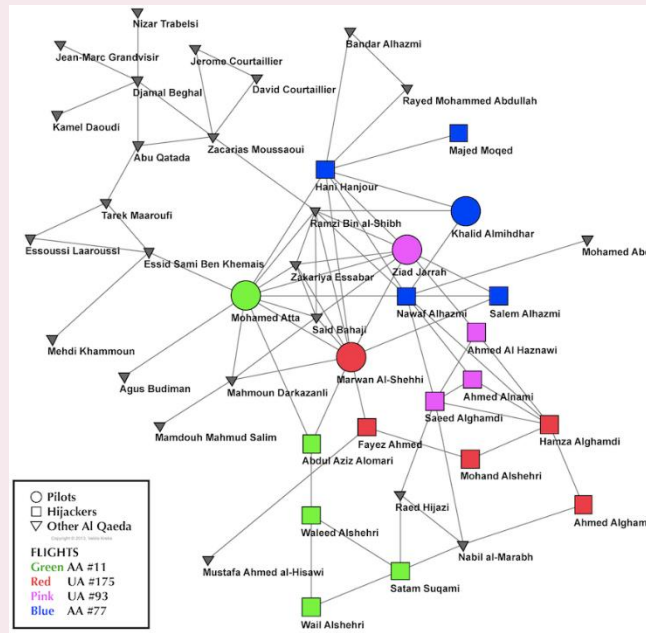 Nizar Trabelsi
Jean-Marc Grandvisir
Jerome Courtaillier
Bandar Alhazmi
Djamal Beghal
David Courtaillier
Rayed Mohammed Abdullah
Kamel Daoudi
Majed Moqed
Abu Qatada
Zacarias Moussaoui
Hani Hanjour
Tarek Maaroufi
Ramzi Bin al-Shibh
Khalid Almihdhar
Essoussi Laaroussi
Essid Sami Ben Khemais
Ziad Jarrah
Mohamed Abd
Zakariya Essabar
Mohamed Atta
Nawaf Alhazmi
Salem Alhazmi
Said Bahaji
Mehdi Khammoun
Ahmed Al Haznawi
Marwan Al-Shehhi
Agus Budiman
Mahmoun Darkazanli
Ahmed Alnami
Saeed Alghamdi
Mamdouh Mahmud Salim
Fayez Ahmed
Hamza Alghamdi
Abdul Aziz Alomari
Mohand Alshehri
Raed Hijazi
Ahmed Algham
Waleed Alshehri
Nabil al-Marabh
Mustafa Ahmed al-Hisawi
Satam Suqami
Wail Alshehri
Pilots
Hijackers
Other Al Qaeda
FLIGHTS
Green AA #11
Red UA #175
Pink UA #93
Blue AA #77